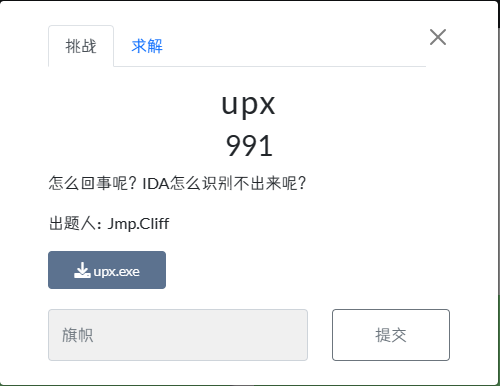 挑战 求解
upx
991
怎么回事呢？IDA怎么识别不出来呢？
出题人：Jmp.Cliff
upx.exe
旗帜 提交